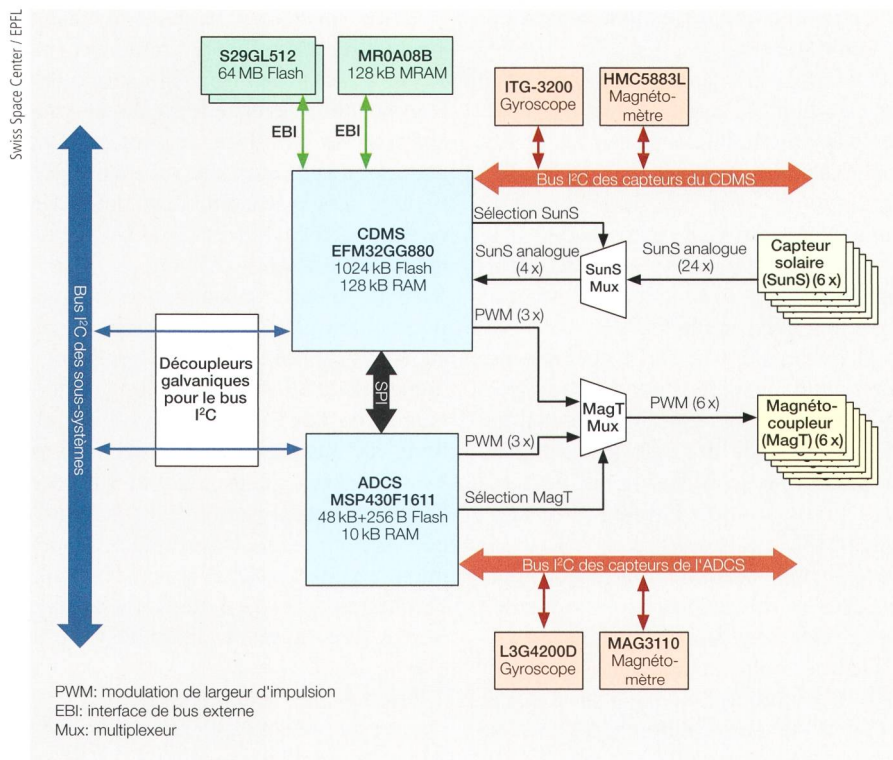 Swiss Space Center / EPFL
S29GL512
64 MB Flash
MR0A08B
128 kB MRAM
EBI
EBI
ITG-3200
Gyroscope
HMC5883L
Magnéto-
mètre
Bus I²C des capteurs du CDMS
CDMS
EFM32GG880
1024 kB Flash
128 kB RAM
Sélection SunS
SunS analogue
(4 x)
SunS
Mux
SunS analogue
(24 x)
Capteur
solaire
(SunS) (6 x)
PWM (3 x)
Bus I²C des sous-systèmes
Découpleurs
galvaniques
pour le bus
I²C
SPI
MagT
Mux
PWM (6 x)
Magnéto-
coupleur
(MagT) (6 x)
PWM (3 x)
ADCS
MSP430F1611
48 kB+256 B Flash
10 kB RAM
Sélection MagT
Bus I²C des capteurs de l'ADCS
L3G4200D
Gyroscope
MAG3110
Magnéto-
mètre
PWM: modulation de largeur d'impulsion
EBI: interface de bus externe
Mux: multiplexeur